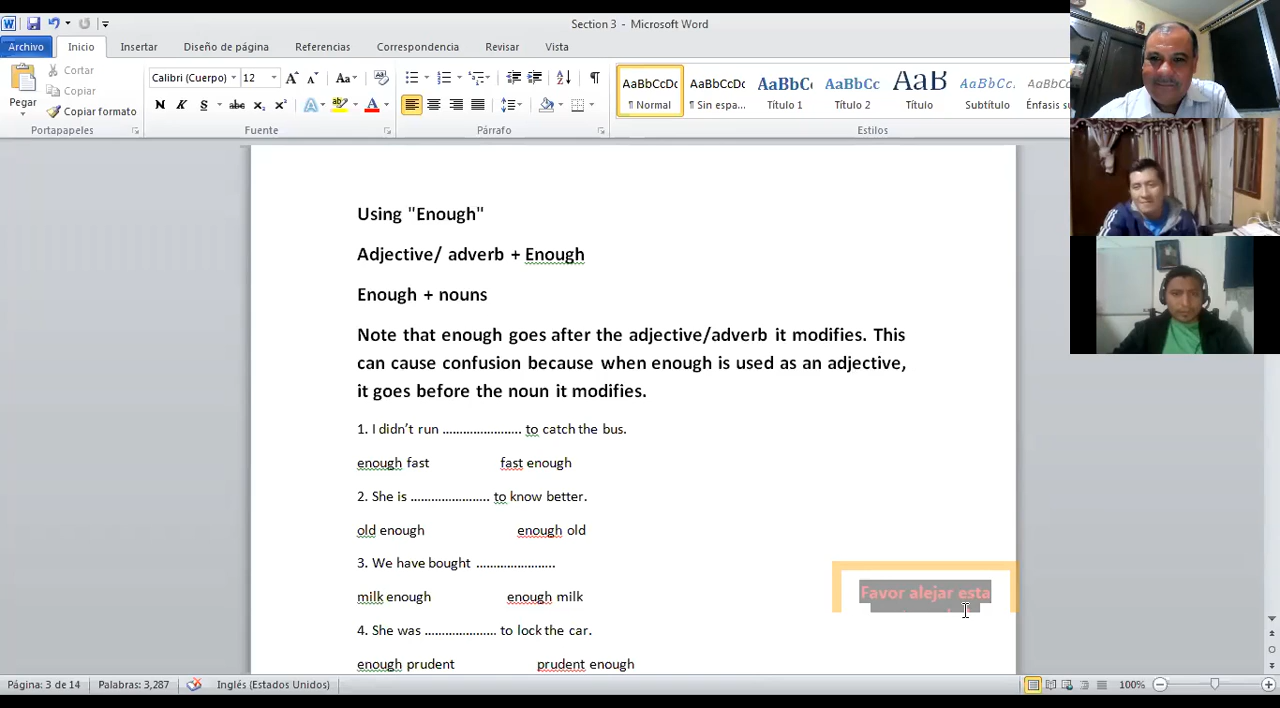 Section 3 - Microsoft Word
Archivo Inicio Insertar Diseño de página Referencias Correspondencia Revisar Vista
Pegar
Cortar
Copiar
Copiar formato
Portapapeles
Calibri (Cuerpo) 12
Fuente
Párrafo
AaBbCcDc AaBbCcDc AaBbC AaBbCc AaB AaBbCc. AaBbCc
¶ Normal ¶ Sin espa... Título 1 Título 2 Título Subtítulo Énfasis su
Estilos
Using "Enough"
Adjective/ adverb + Enough
Enough + nouns
Note that enough goes after the adjective/adverb it modifies. This
can cause confusion because when enough is used as an adjective,
it goes before the noun it modifies.
1. I didn’t run ...................... to catch the bus.
enough fast fast enough
2. She is ...................... to know better.
old enough enough old
3. We have bought ......................
milk enough enough milk
4. She was .................... to lock the car.
enough prudent prudent enough
Favor alejar esta
Página: 3 de 14 Palabras: 3,287 Inglés (Estados Unidos) 100%